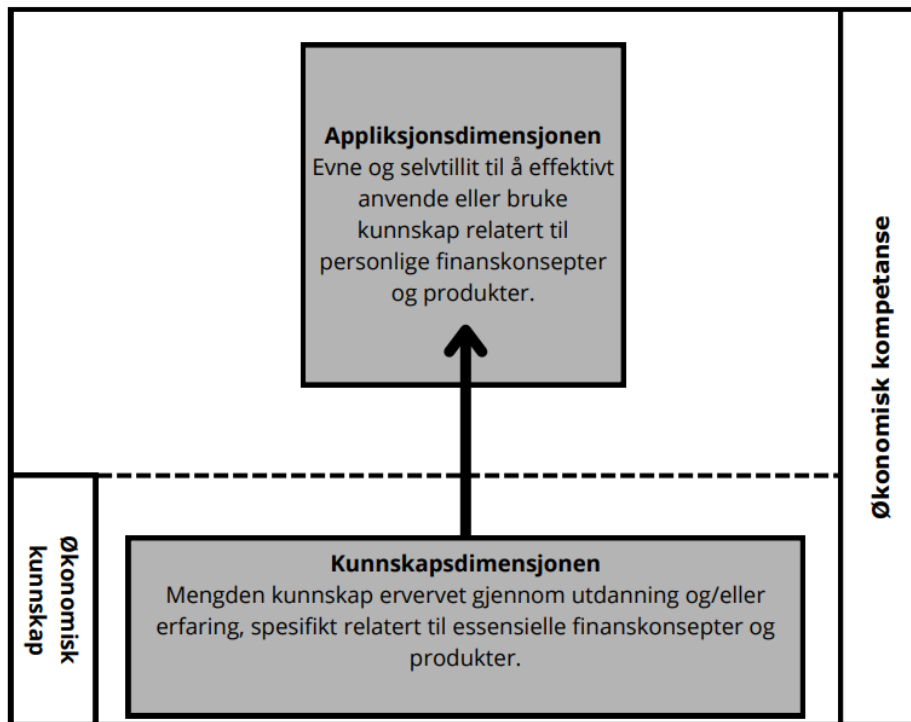 Appliksjonsdimensjonen
Evne og selvtillit til å effektivt
anvende eller bruke
kunnskap relatert til
personlige finanskonsepter
og produkter.
Økonomisk kompetanse
Økonomisk
kunnskap
Kunnskapsdimensjonen
Mengden kunnskap ervervet gjennom utdanning og/eller
erfaring, spesifikt relatert til essensielle finanskonsepter og
produkter.